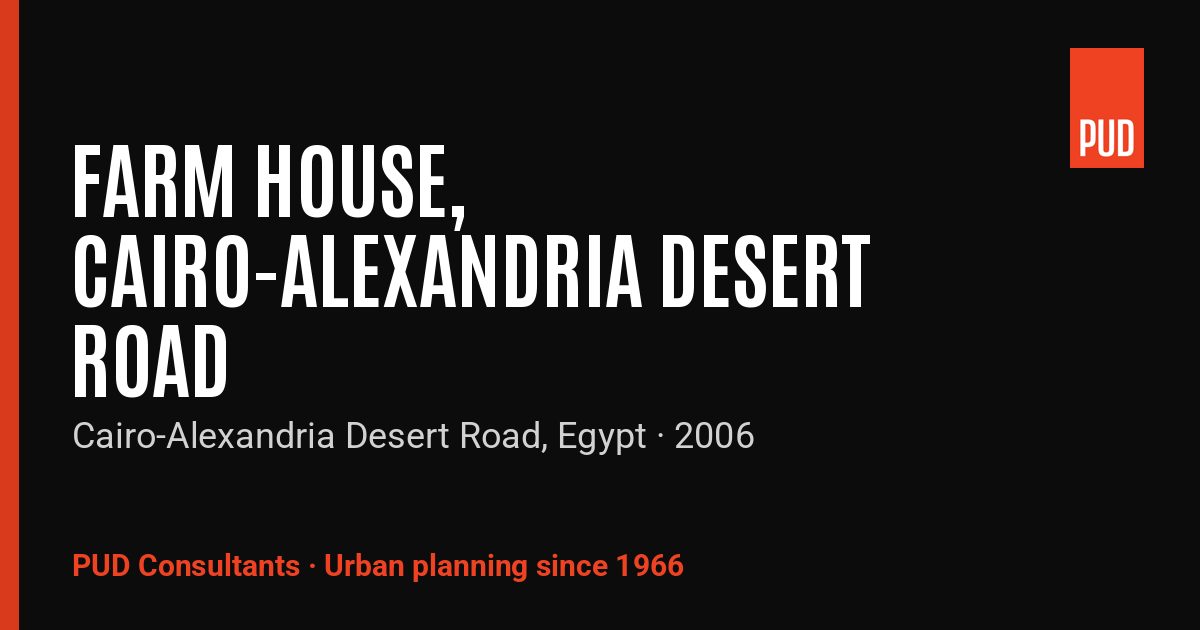 PUD
FARM HOUSE,
CAIRO-ALEXANDRIA DESERT
ROAD
Cairo-Alexandria Desert Road, Egypt · 2006
PUD Consultants · Urban planning since 1966